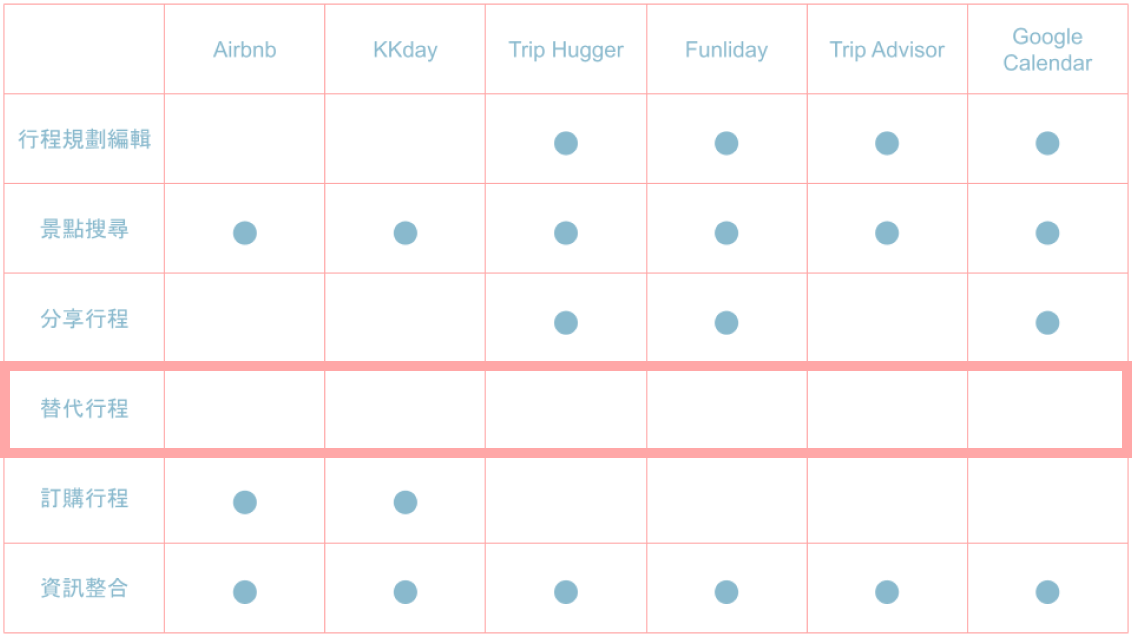 Airbnb
KKday
Trip Hugger
Funliday
Trip Advisor
Google
Calendar
行程規劃編輯
景點搜尋
分享行程
替代行程
訂購行程
資訊整合